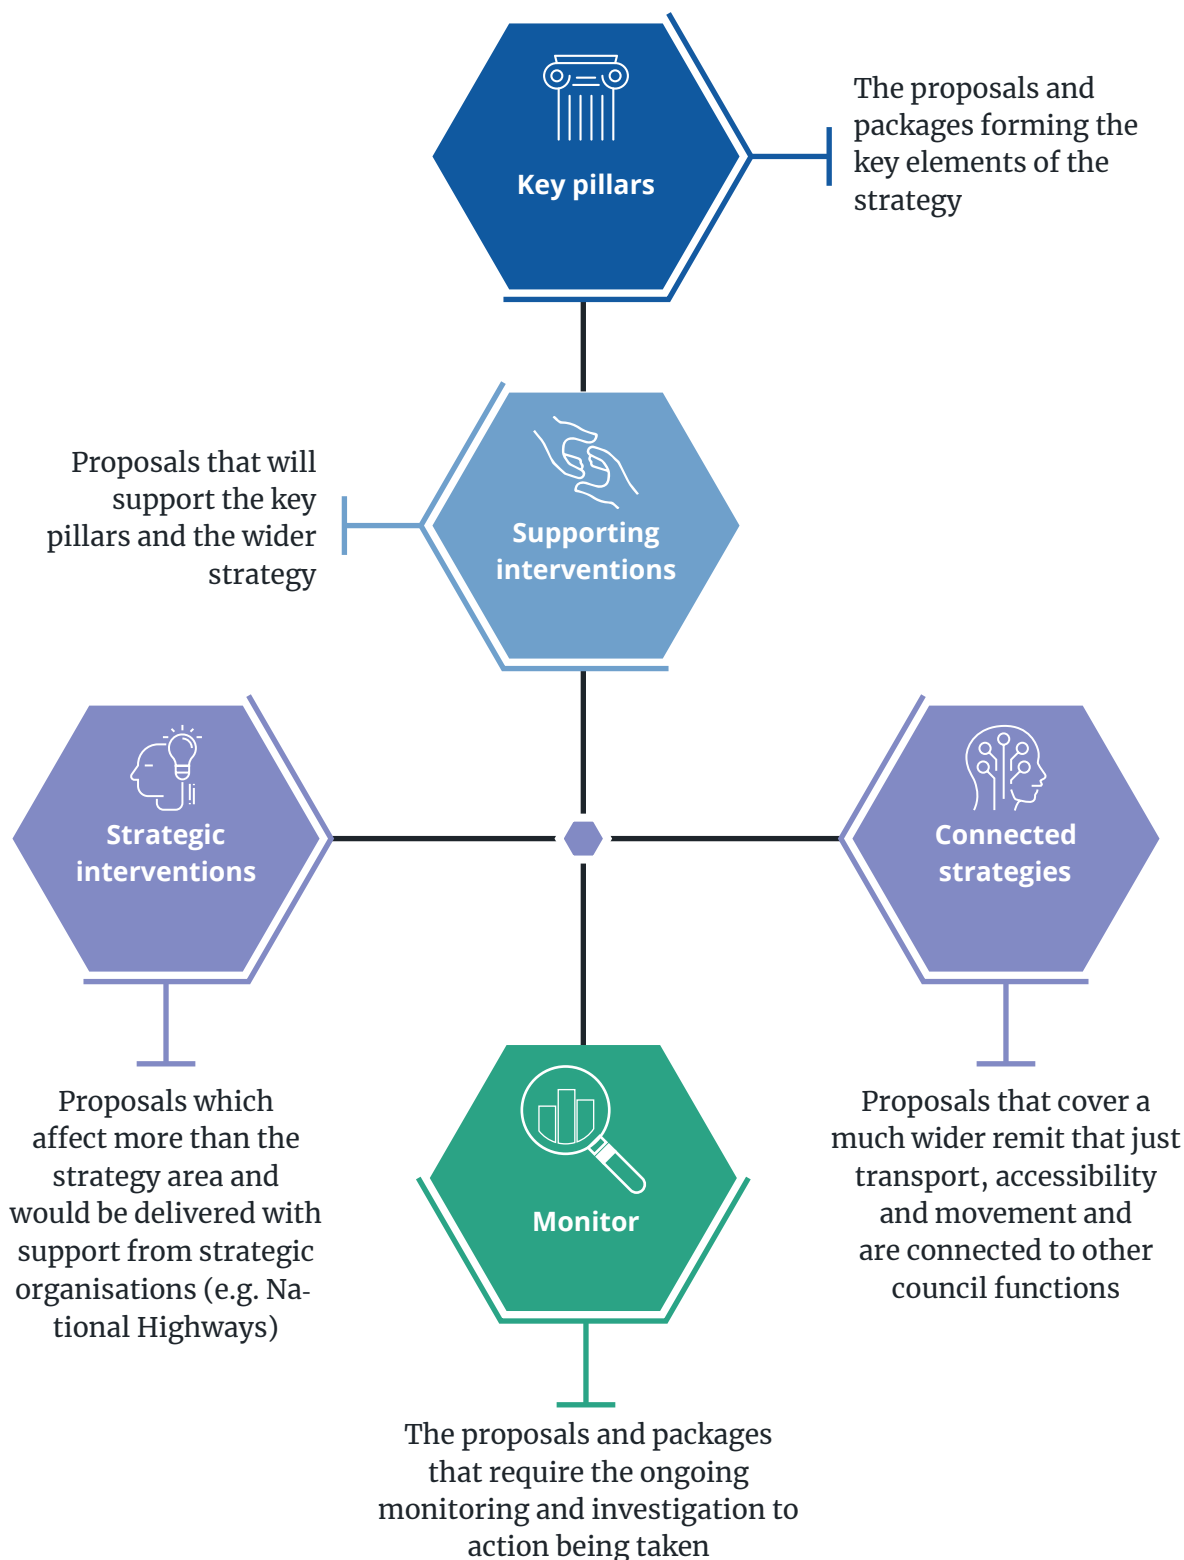 Key pillars
The proposals and
packages forming the
key elements of the
strategy
Supporting
interventions
Proposals that will
support the key
pillars and the wider
strategy
Strategic
interventions
Proposals which
affect more than the
strategy area and
would be delivered with
support from strategic
organisations (e.g. Na-
tional Highways)
Connected
strategies
Proposals that cover a
much wider remit that just
transport, accessibility
and movement and
are connected to other
council functions
Monitor
The proposals and packages
that require the ongoing
monitoring and investigation to
action being taken